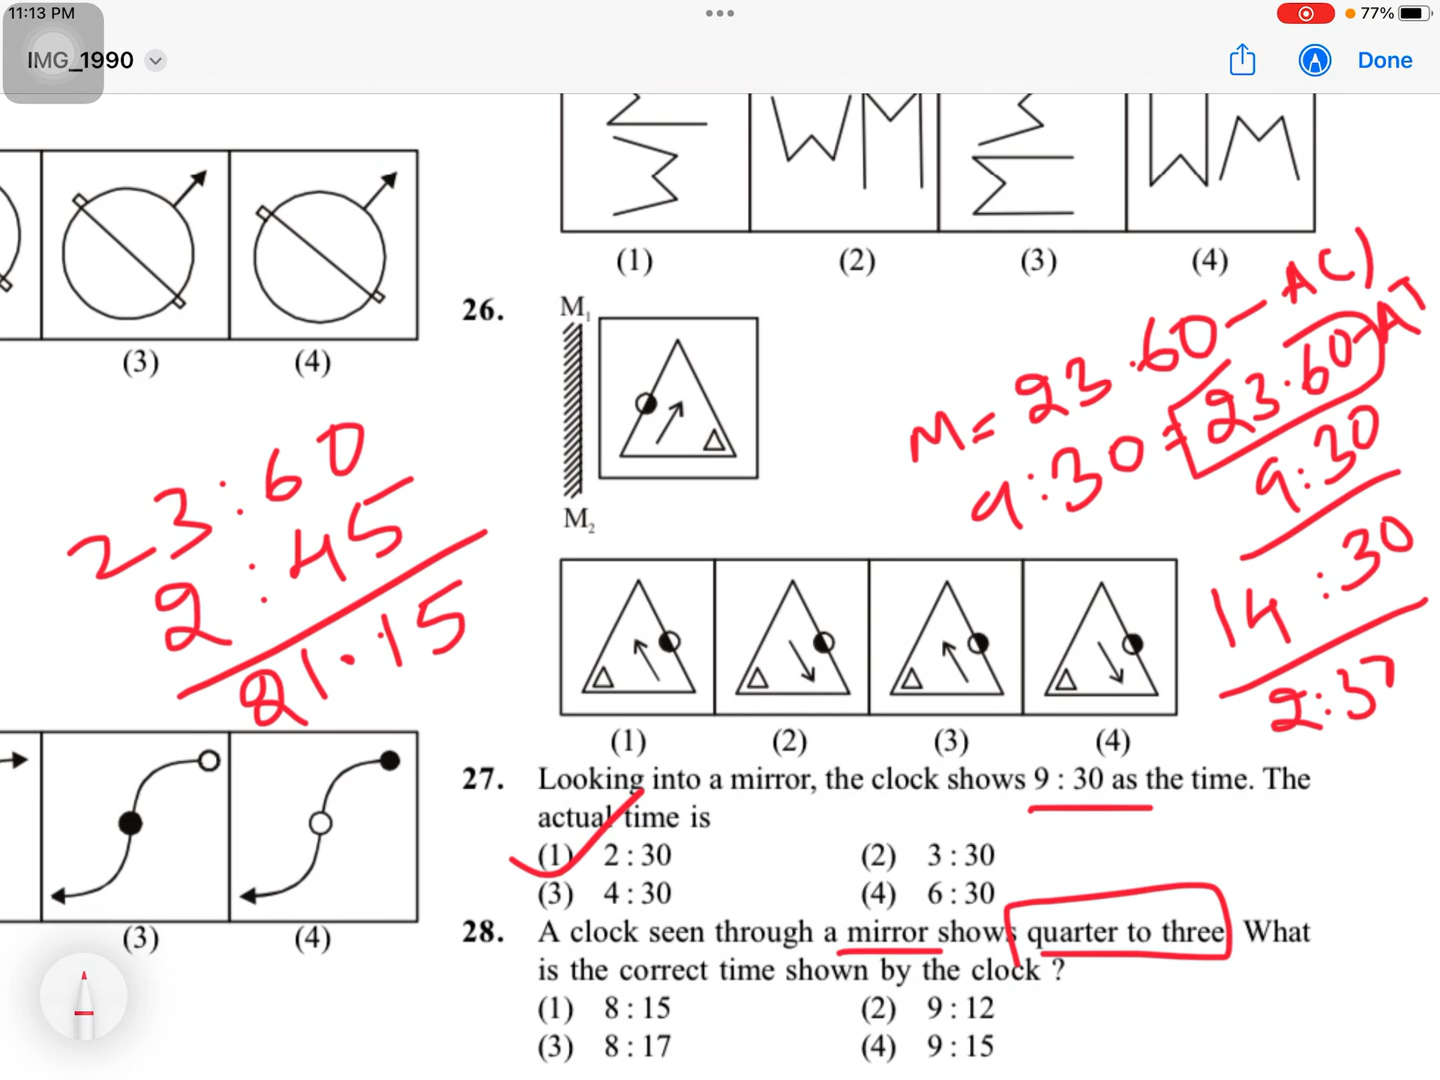 11:13 PM
77%
IMG_1990
Done
(1) (2) (3) (4)
(3) (4)
26. M1
M2
M = 23.60 - AC)
9:30 = 23.60 - AT
9:30
14:30
2:37
23:60
2:45
21.15
(1) (2) (3) (4)
27. Looking into a mirror, the clock shows 9 : 30 as the time. The
actual time is
(1) 2 : 30 (2) 3 : 30
(3) 4 : 30 (4) 6 : 30
(3) (4)
28. A clock seen through a mirror shows quarter to three What
is the correct time shown by the clock ?
(1) 8 : 15 (2) 9 : 12
(3) 8 : 17 (4) 9 : 15